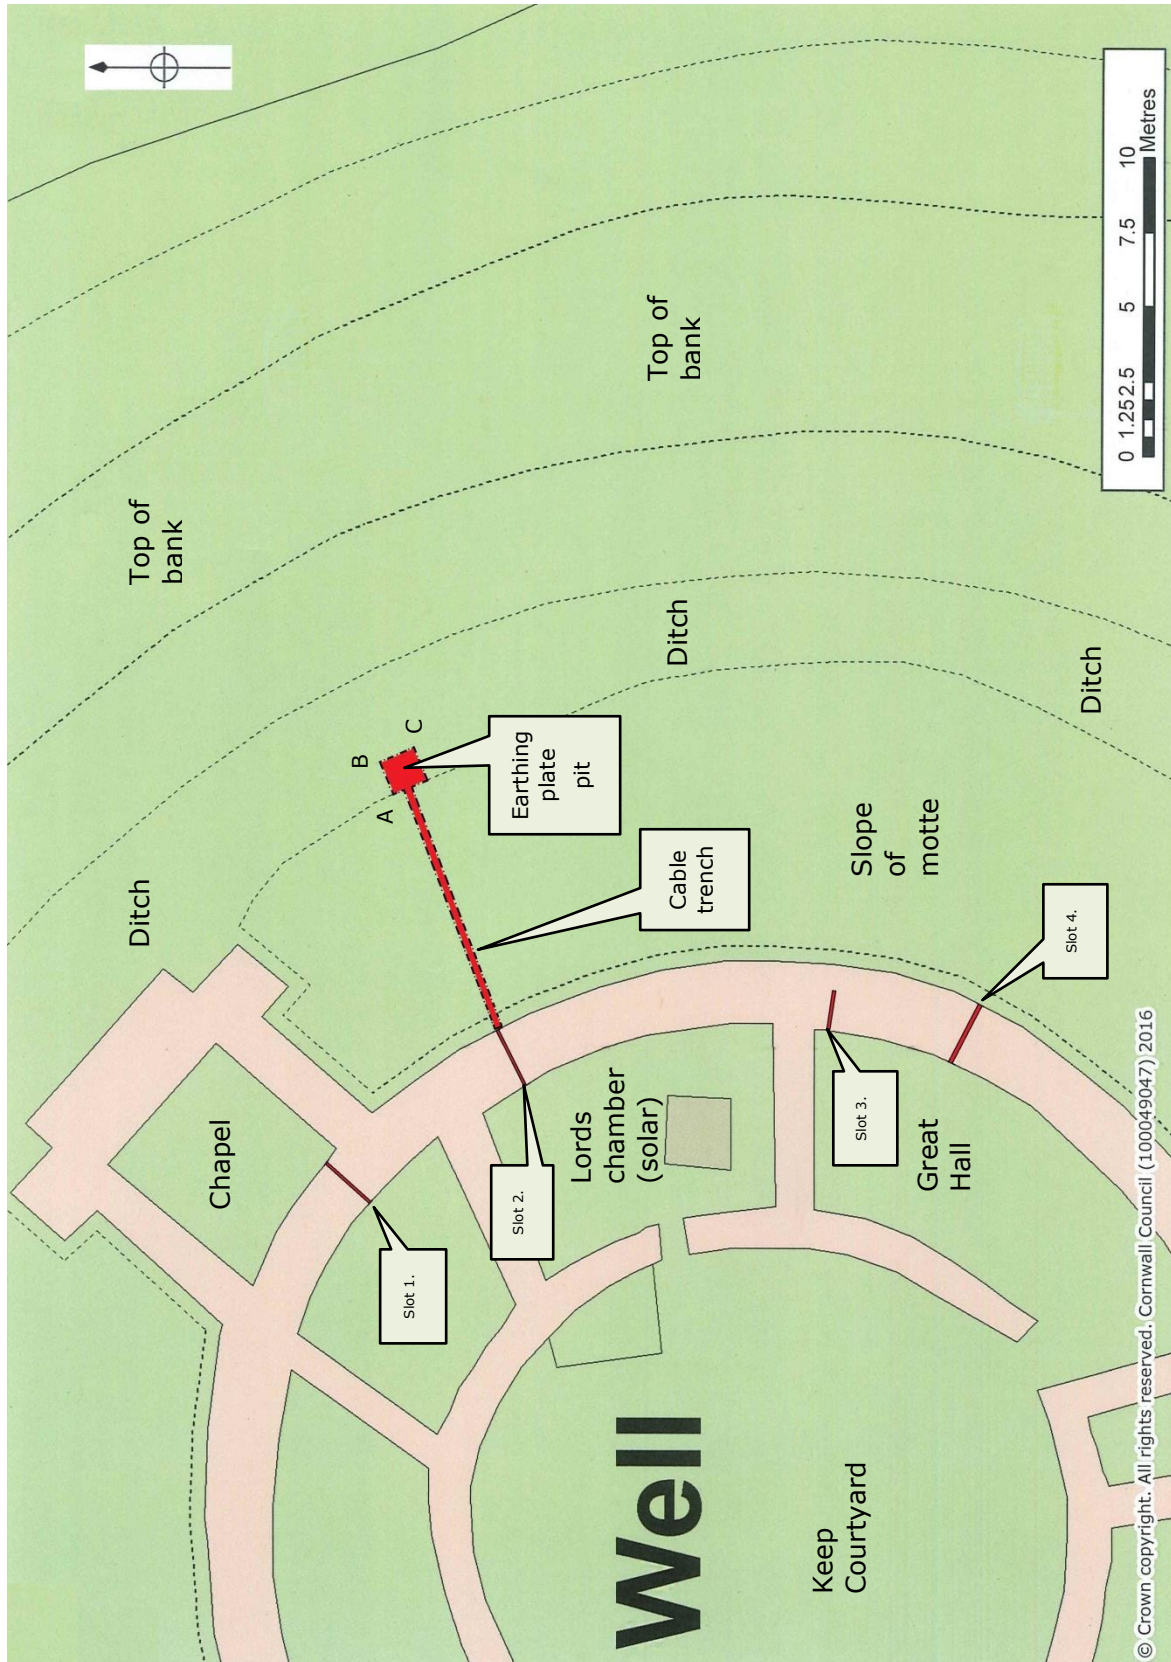 Top of
bank
Top of
bank
Ditch
Ditch
Ditch
B
C
A
Earthing
plate
pit
Cable
trench
Slope
of
motte
Chapel
Slot 1.
Slot 2.
Lords
chamber
(solar)
Slot 3.
Slot 4.
Great
Hall
Well
Keep
Courtyard
0 1.252.5 5 7.5 10
Metres
© Crown copyright. All rights reserved. Cornwall Council (100049047) 2016